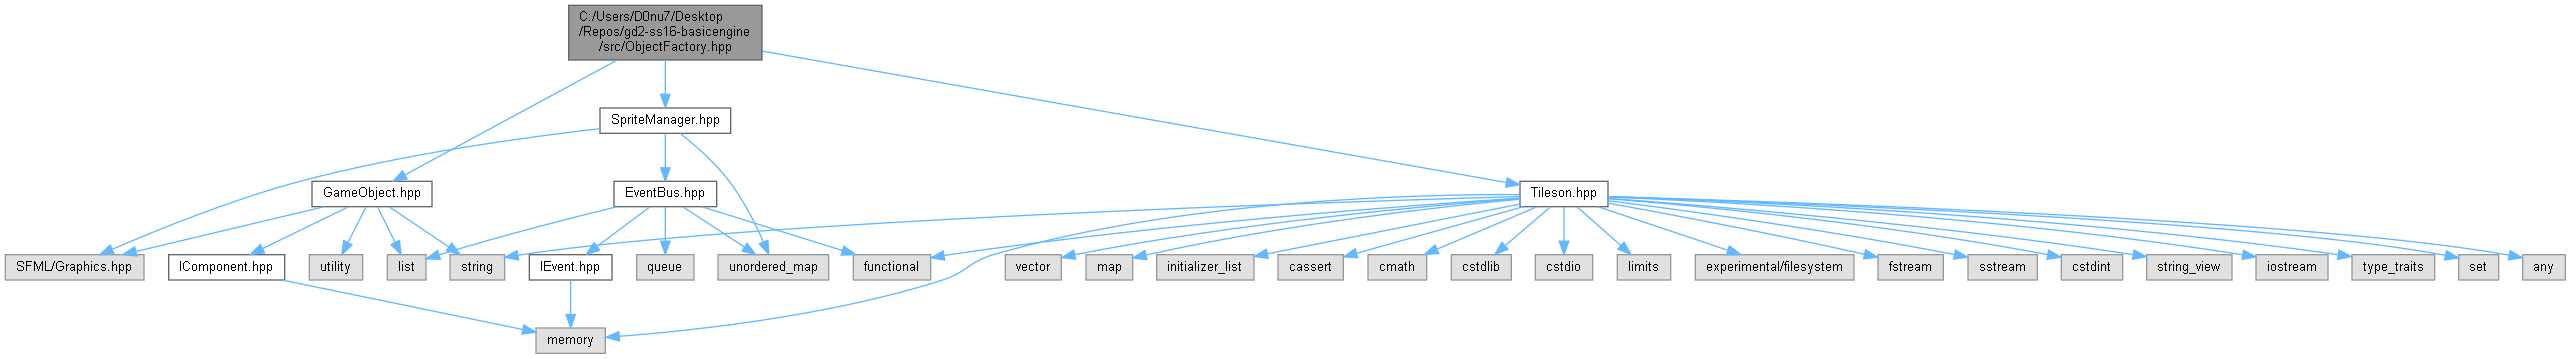 C:/Users/D0nu7/Desktop
/Repos/gd2-ss16-basicengine
/src/ObjectFactory.hpp
SpriteManager.hpp
GameObject.hpp
EventBus.hpp
Tileson.hpp
SFML/Graphics.hpp
IComponent.hpp
utility
list
string
IEvent.hpp
queue
unordered_map
functional
vector
map
initializer_list
cassert
cmath
cstdlib
cstdio
limits
experimental/filesystem
fstream
sstream
cstdint
string_view
iostream
type_traits
set
any
memory